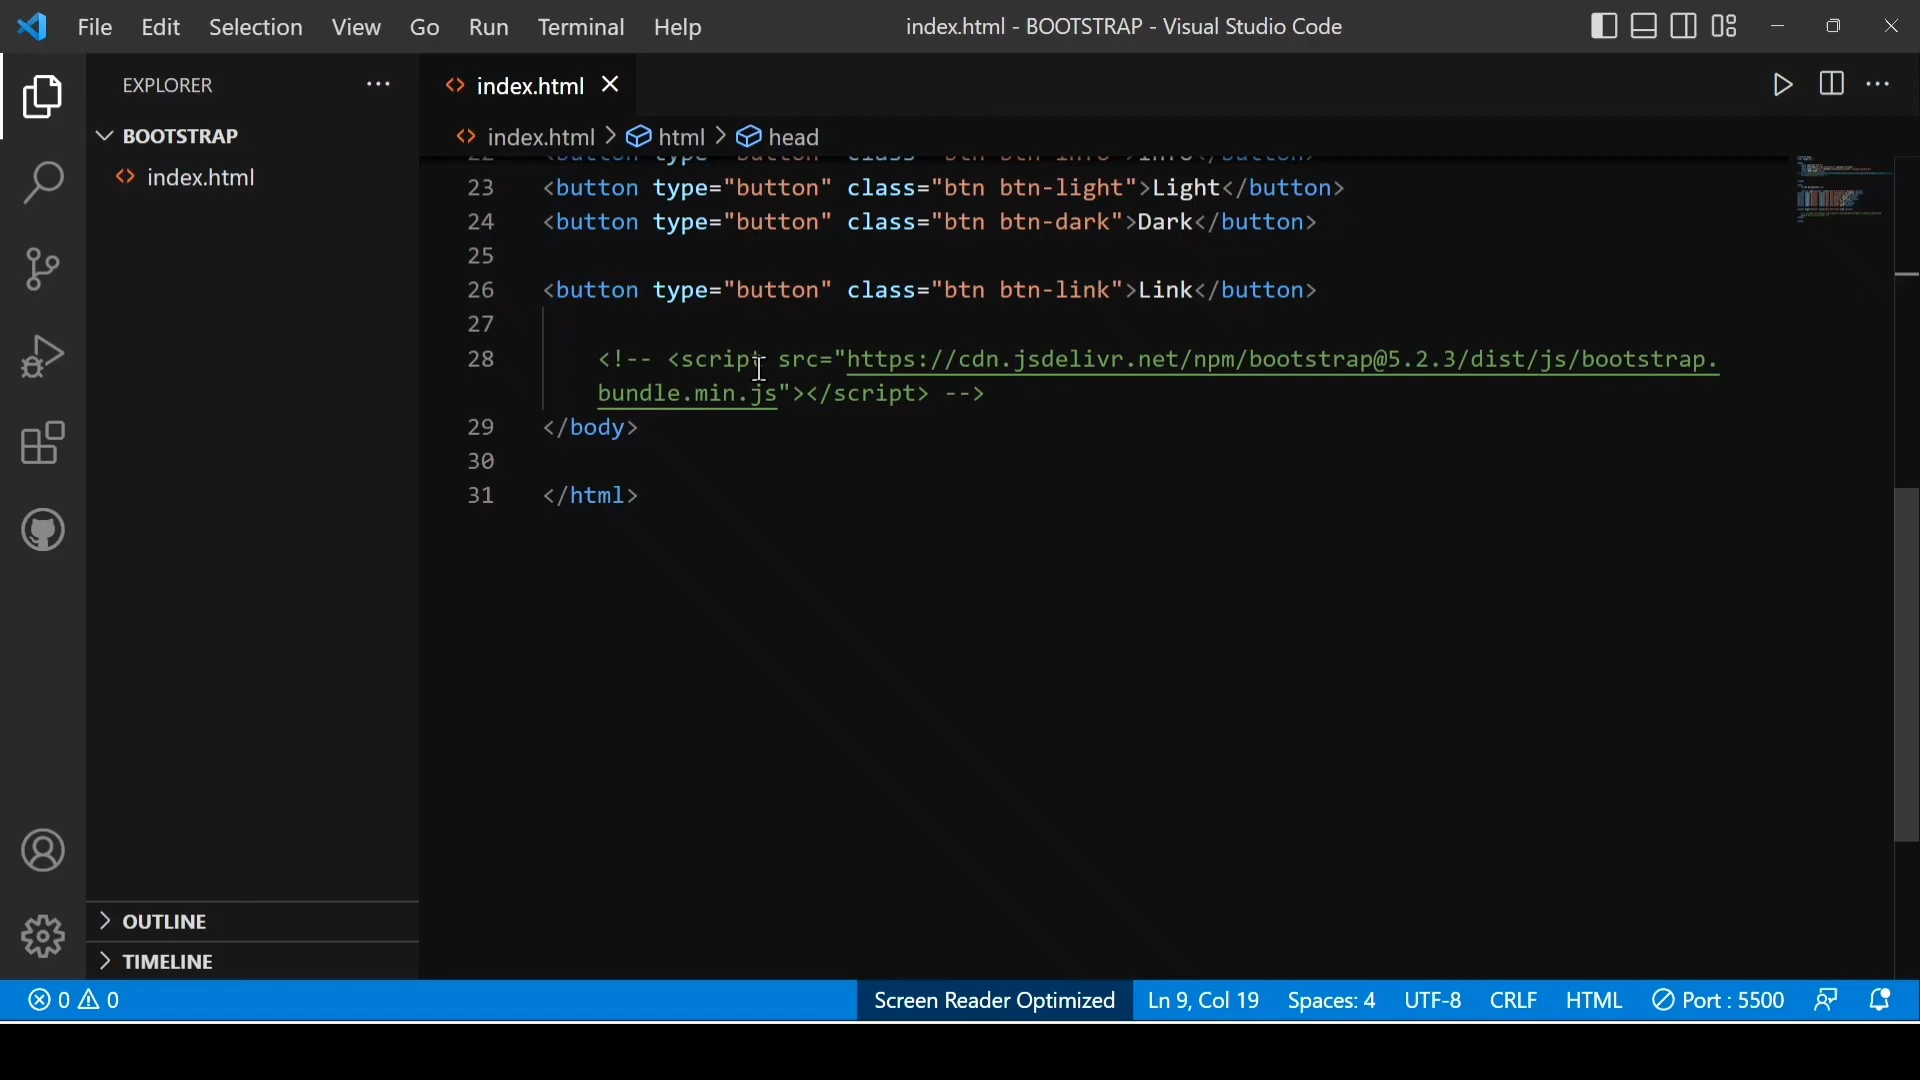 File Edit Selection View Go Run Terminal Help
index.html - BOOTSTRAP - Visual Studio Code
EXPLORER
BOOTSTRAP
index.html
index.html
index.html > html > head
23 <button type="button" class="btn btn-light">Light</button>
24 <button type="button" class="btn btn-dark">Dark</button>
25
26 <button type="button" class="btn btn-link">Link</button>
27
28 <!-- <script src="https://cdn.jsdelivr.net/npm/bootstrap@5.2.3/dist/js/bootstrap.
bundle.min.js"></script> -->
29 </body>
30
31 </html>
OUTLINE
TIMELINE
0 0
Screen Reader Optimized Ln 9, Col 19 Spaces: 4 UTF-8 CRLF HTML Port : 5500